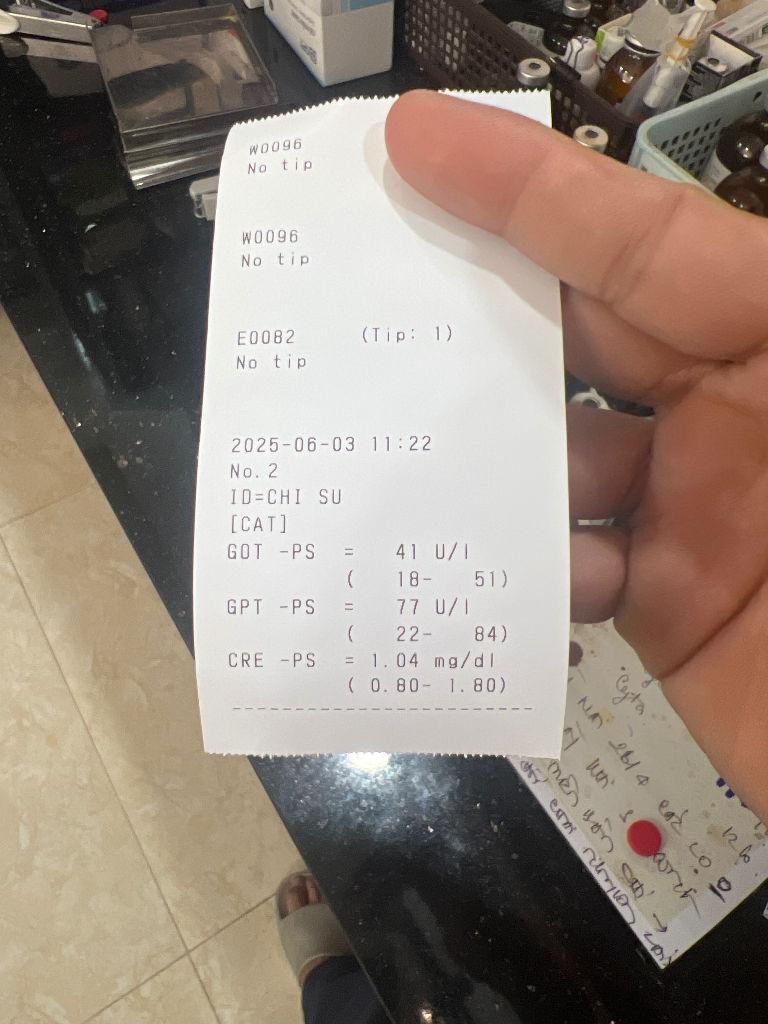 W0096
No tip
W0096
No tip
E0082 (Tip: 1)
No tip
2025-06-03 11:22
No.2
ID=CHI SU
[CAT]
GOT -PS = 41 U/l
( 18- 51)
GPT -PS = 77 U/l
( 22- 84)
CRE -PS = 1.04 mg/dl
( 0.80- 1.80)